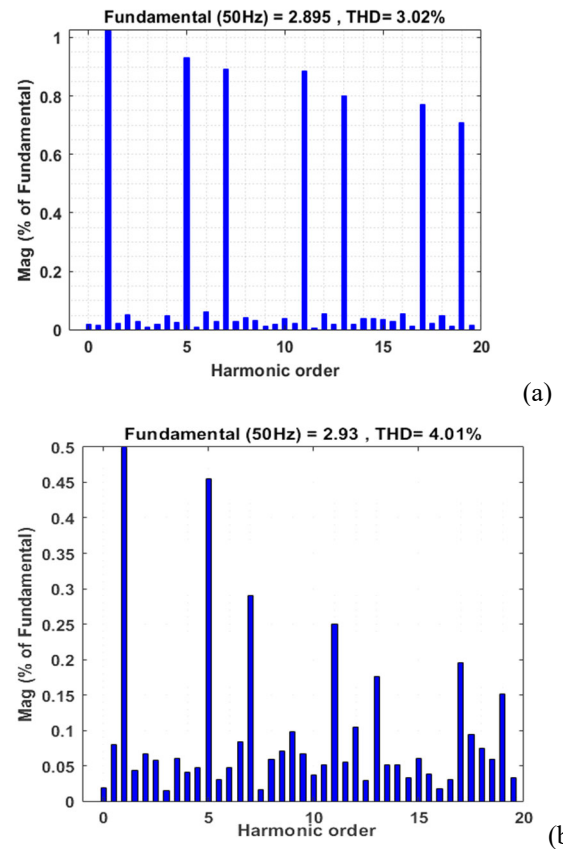 Fundamental (50Hz) = 2.895 , THD= 3.02%
1
0.8
0.6
0.4
0.2
0
Mag (% of Fundamental)
0 5 10 15 20
Harmonic order
(a)
Fundamental (50Hz) = 2.93 , THD= 4.01%
0.5
0.45
0.4
0.35
0.3
0.25
0.2
0.15
0.1
0.05
0
Mag (% of Fundamental)
0 5 10 15 20
Harmonic order
(b